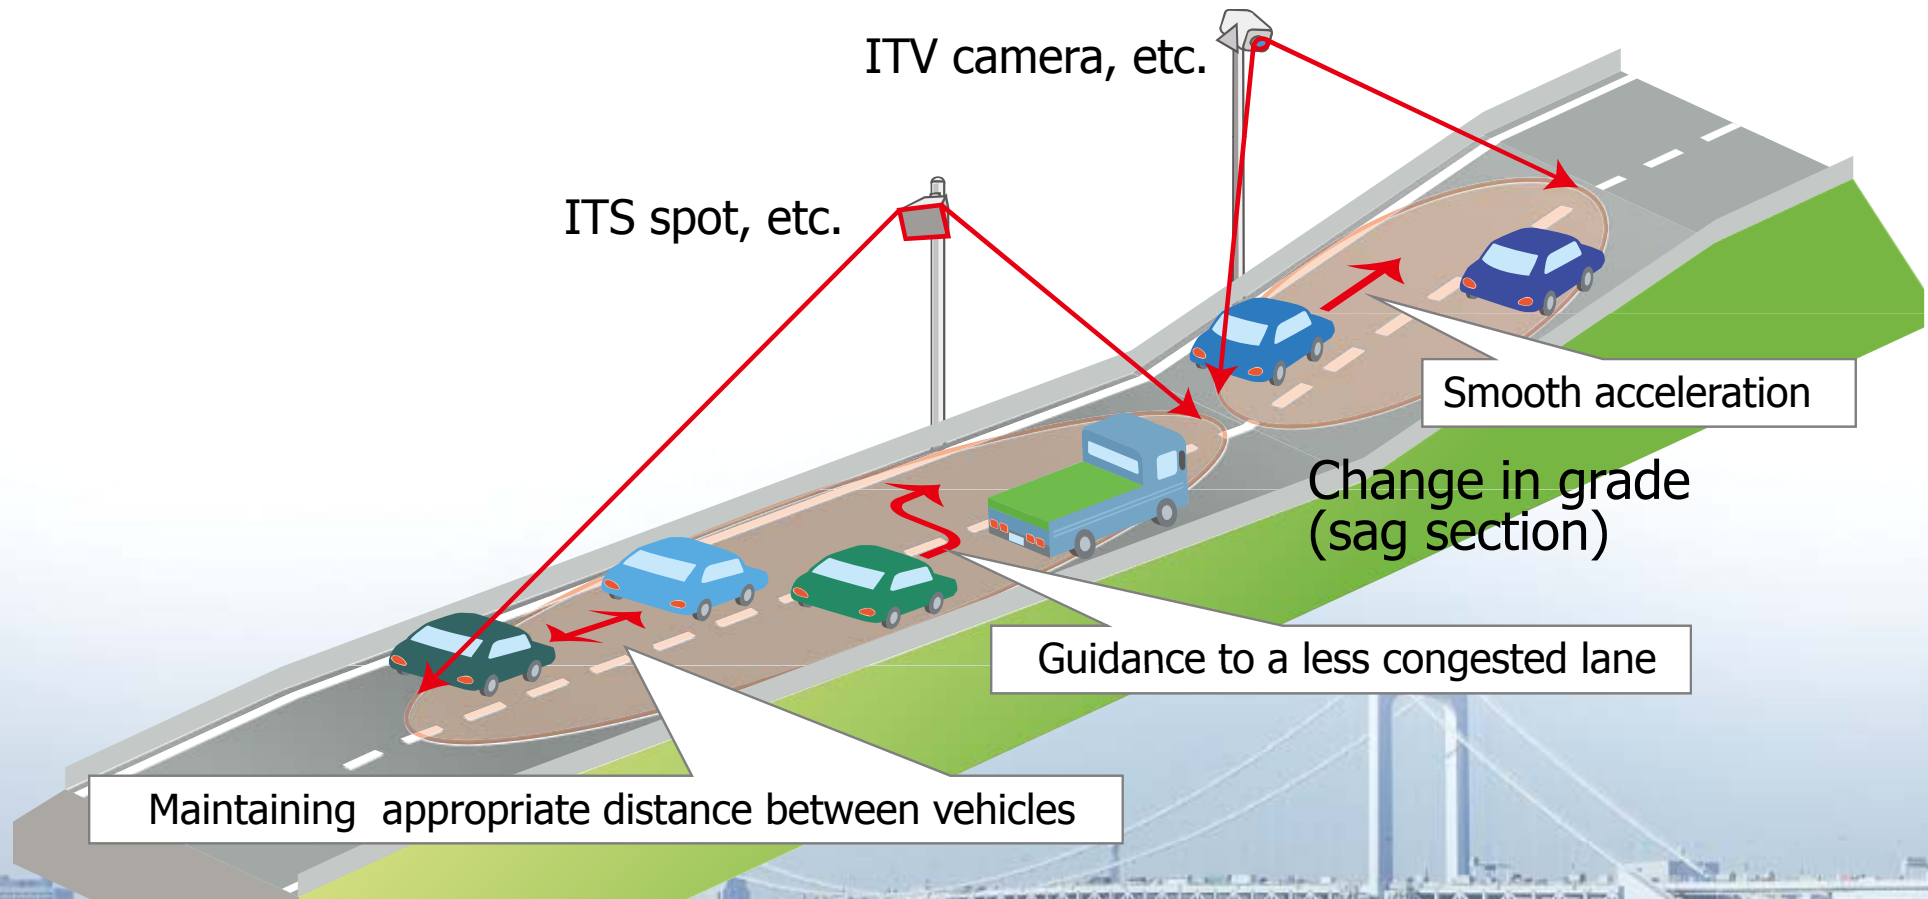 ITV camera, etc.
ITS spot, etc.
Smooth acceleration
Change in grade
(sag section)
Guidance to a less congested lane
Maintaining  appropriate distance between vehicles